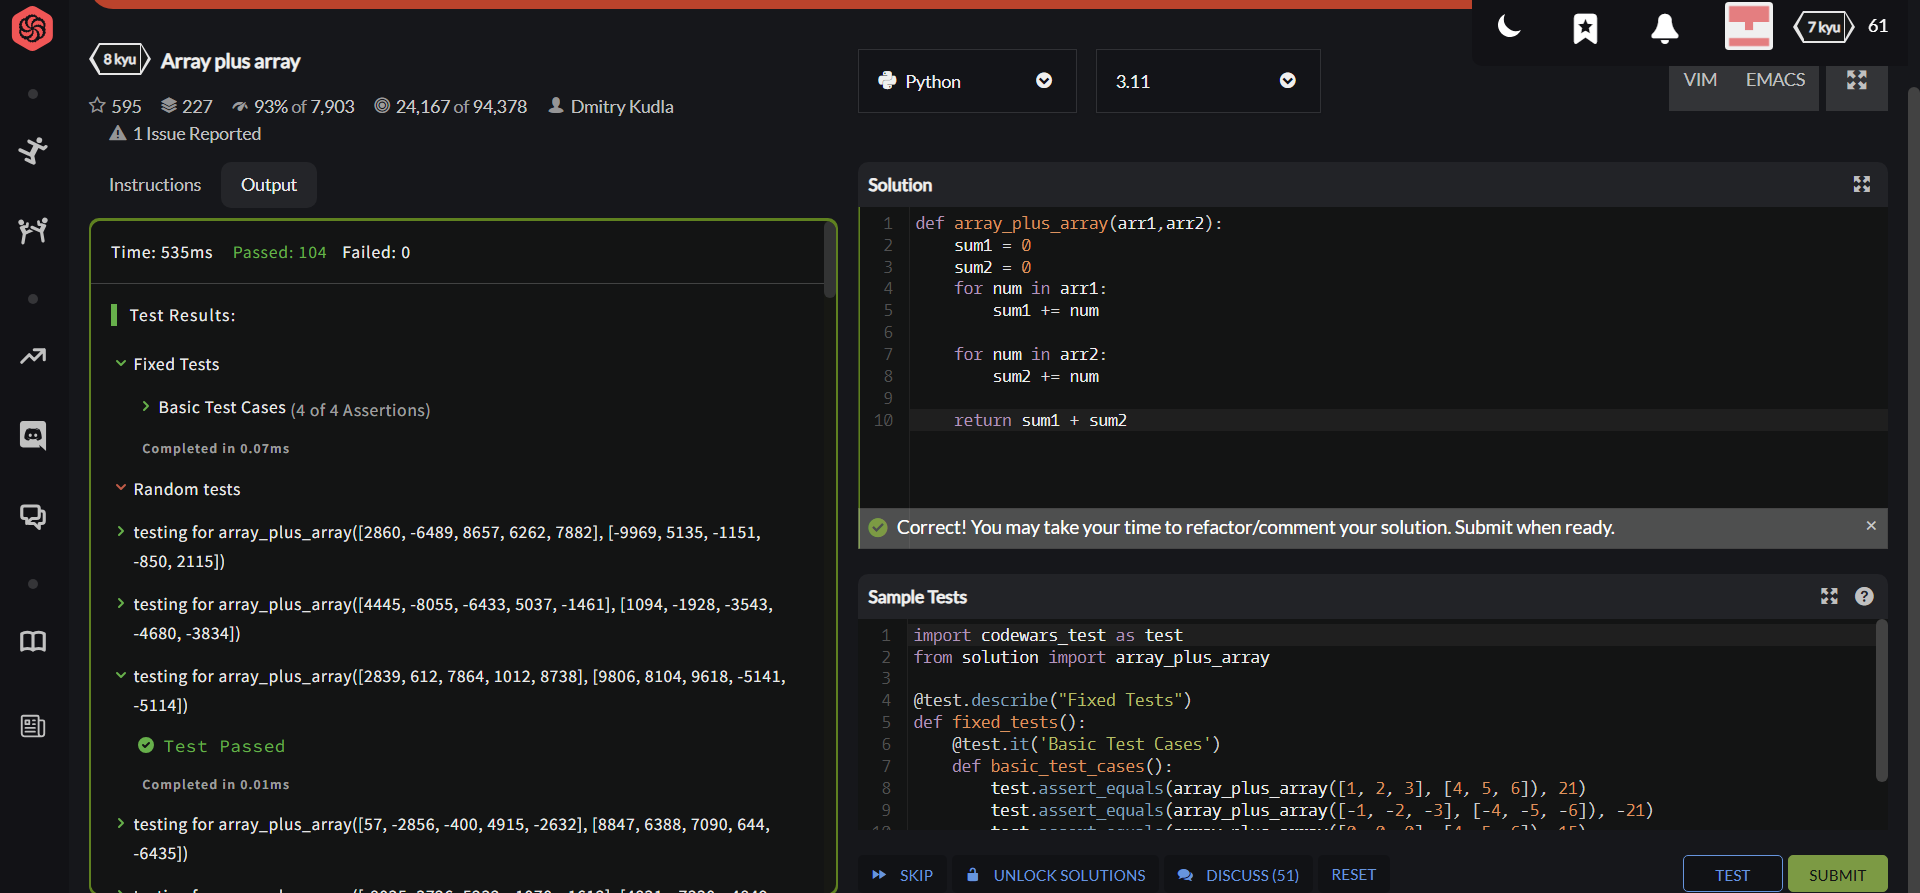 8 kyu Array plus array
595 227 93% of 7,903 24,167 of 94,378 Dmitry Kudla
1 Issue Reported
Instructions Output
Time: 535ms Passed: 104 Failed: 0
Test Results:
Fixed Tests
Basic Test Cases (4 of 4 Assertions)
Completed in 0.07ms
Random tests
testing for array_plus_array([2860, -6489, 8657, 6262, 7882], [-9969, 5135, -1151,
-850, 2115])
testing for array_plus_array([4445, -8055, -6433, 5037, -1461], [1094, -1928, -3543,
-4680, -3834])
testing for array_plus_array([2839, 612, 7864, 1012, 8738], [9806, 8104, 9618, -5141,
-5114])
Test Passed
Completed in 0.01ms
testing for array_plus_array([57, -2856, -400, 4915, -2632], [8847, 6388, 7090, 644,
-6435])
7 kyu 61
Python 3.11 VIM EMACS
Solution
1 def array_plus_array(arr1,arr2):
2 sum1 = 0
3 sum2 = 0
4 for num in arr1:
5 sum1 += num
6
7 for num in arr2:
8 sum2 += num
9
10 return sum1 + sum2
Correct! You may take your time to refactor/comment your solution. Submit when ready. ×
Sample Tests ?
1 import codewars_test as test
2 from solution import array_plus_array
3
4 @test.describe("Fixed Tests")
5 def fixed_tests():
6 @test.it('Basic Test Cases')
7 def basic_test_cases():
8 test.assert_equals(array_plus_array([1, 2, 3], [4, 5, 6]), 21)
9 test.assert_equals(array_plus_array([-1, -2, -3], [-4, -5, -6]), -21)
10 test.assert_equals(array_plus_array([0, 0, 0], [4, 5, 6]), 15)
SKIP UNLOCK SOLUTIONS DISCUSS (51) RESET TEST SUBMIT